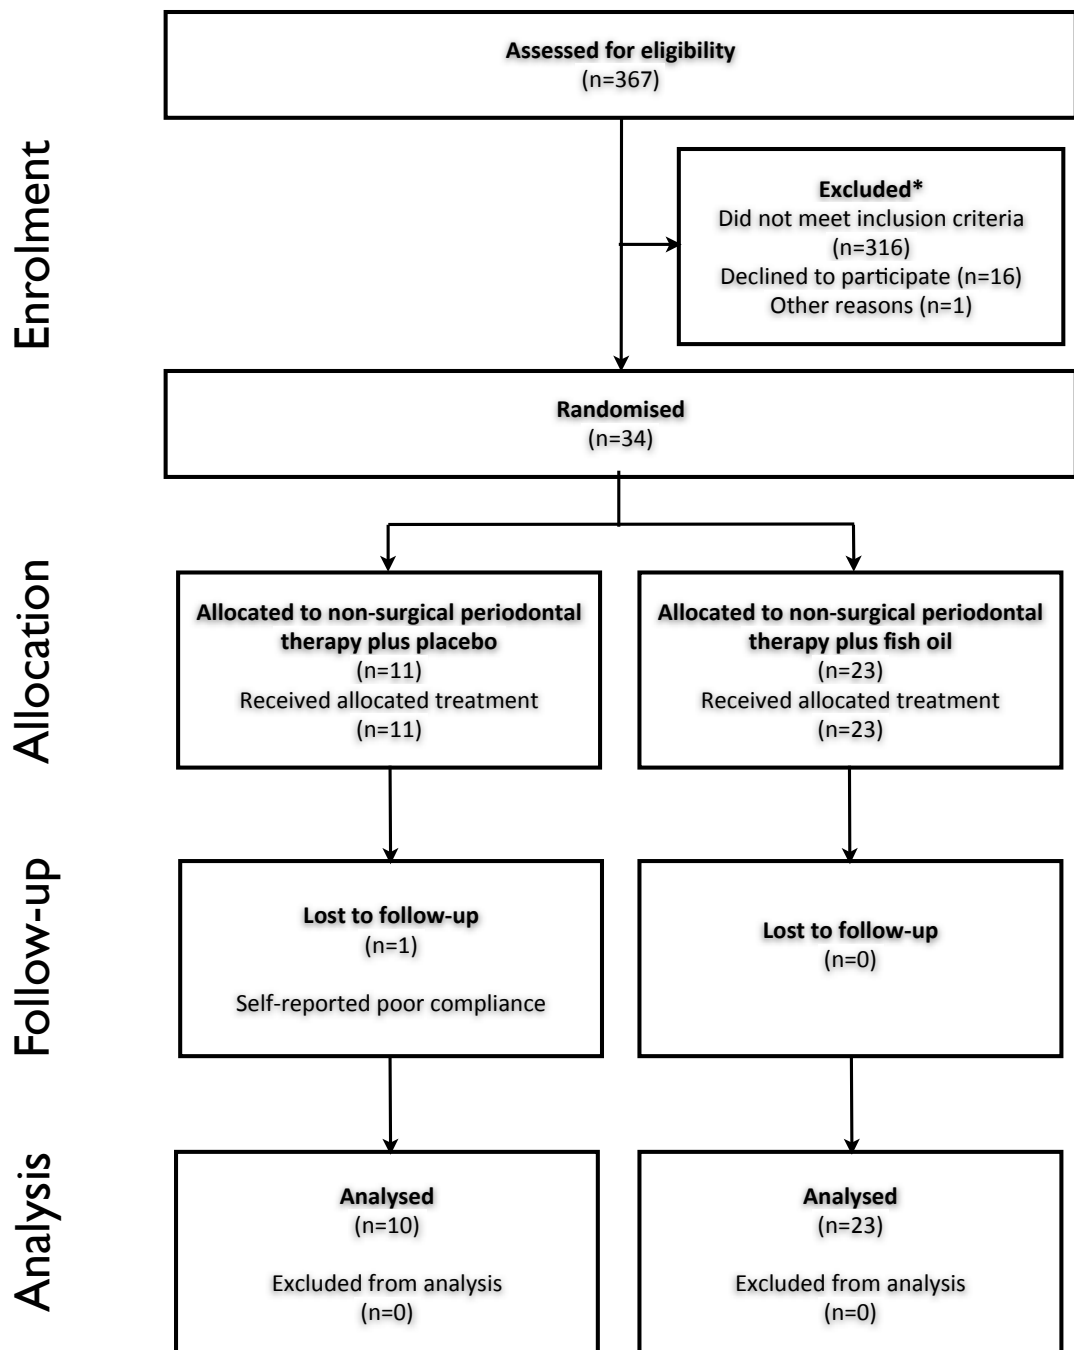 Enrolment
Assessed for eligibility
(n=367)
Excluded*
Did not meet inclusion criteria
(n=316)
Declined to participate (n=16)
Other reasons (n=1)
Randomised
(n=34)
Allocation
Allocated to non-surgical periodontal
therapy plus placebo
(n=11)
Received allocated treatment
(n=11)
Allocated to non-surgical periodontal
therapy plus fish oil
(n=23)
Received allocated treatment
(n=23)
Follow-up
Lost to follow-up
(n=1)
Self-reported poor compliance
Lost to follow-up
(n=0)
Analysis
Analysed
(n=10)
Excluded from analysis
(n=0)
Analysed
(n=23)
Excluded from analysis
(n=0)